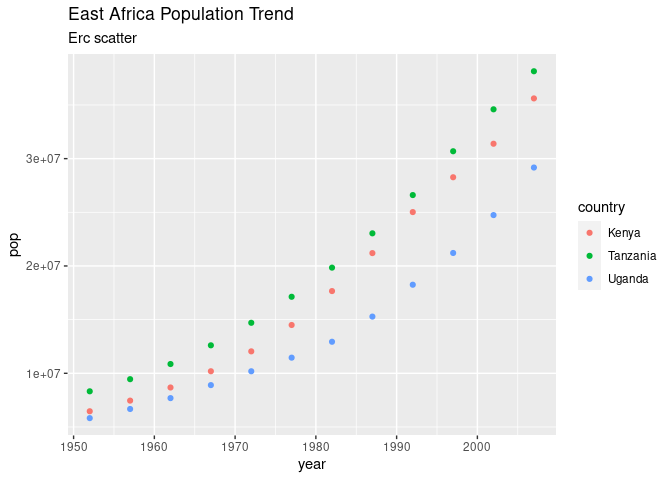 East Africa Population Trend
Erc scatter
pop
3e+07
2e+07
1e+07
1950 1960 1970 1980 1990 2000
year
country
Kenya
Tanzania
Uganda